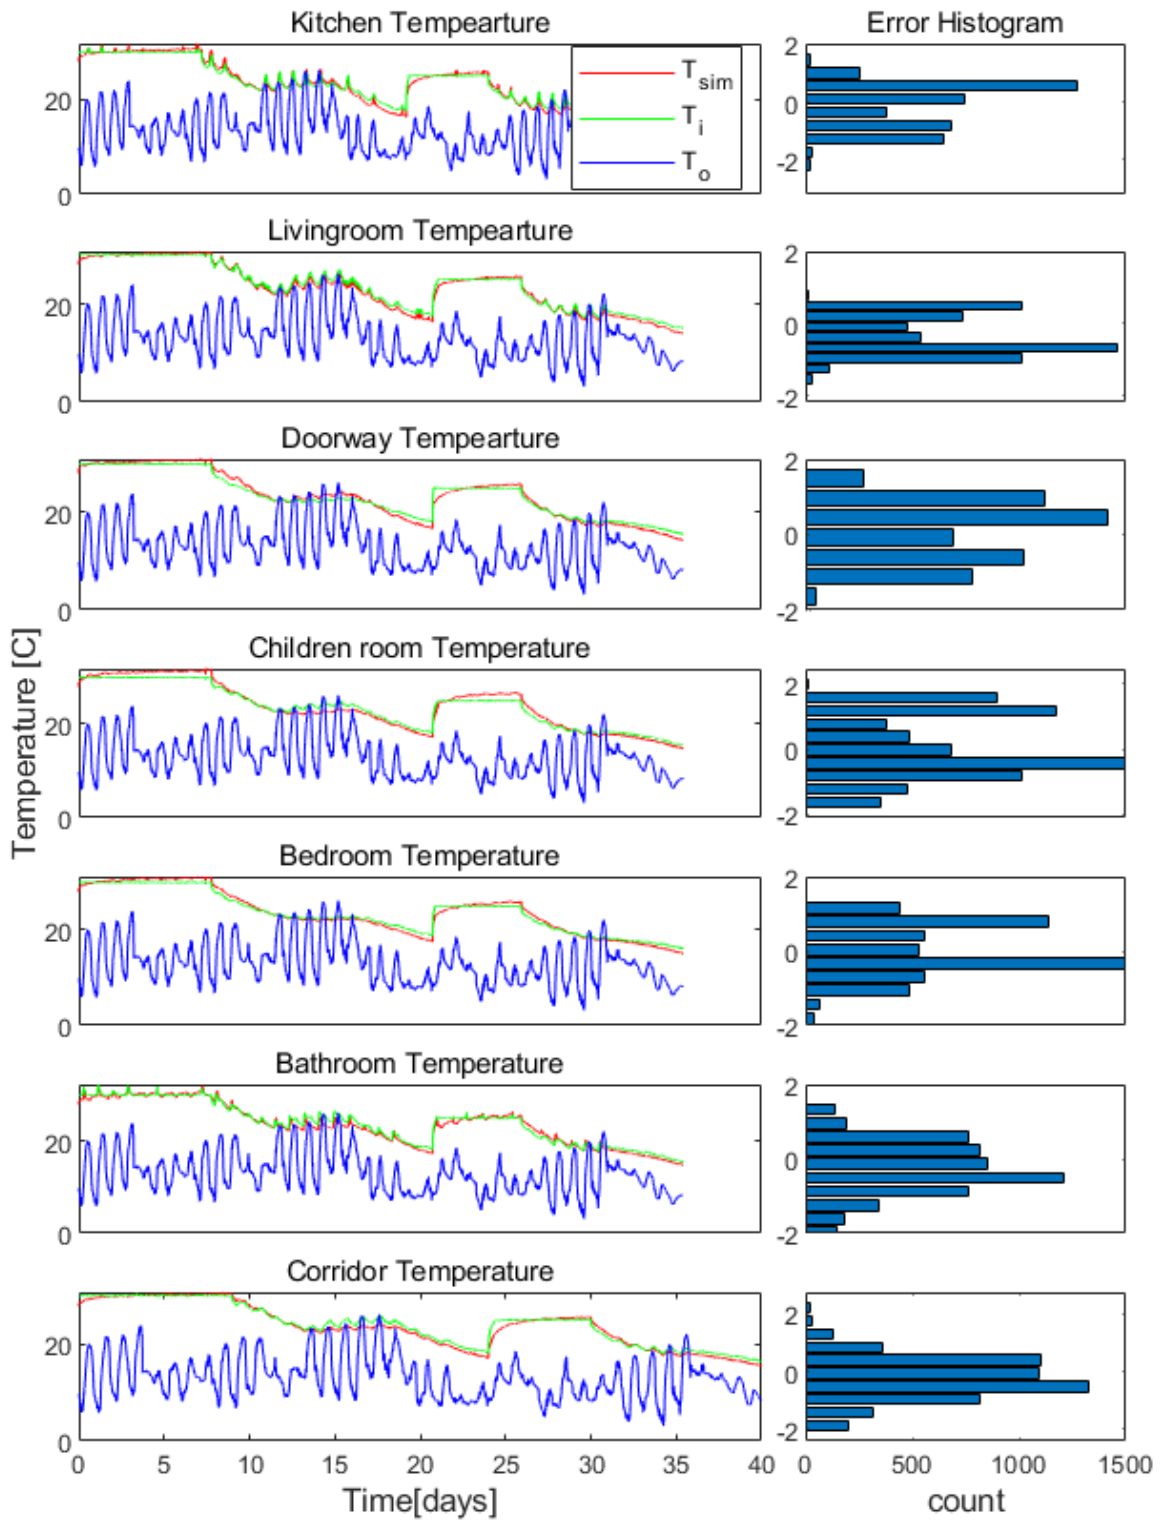 Kitchen Tempearture
Error Histogram
20
0
T_sim
T_i
T_o
2
0
-2
Livingroom Tempearture
20
0
2
0
-2
Doorway Tempearture
20
0
2
0
-2
Children room Temperature
20
0
2
0
-2
Temperature [C]
Bedroom Temperature
20
0
2
0
-2
Bathroom Temperature
20
0
2
0
-2
Corridor Temperature
20
0
2
0
-2
0 5 10 15 20 25 30 35 40
0 500 1000 1500
Time[days]
count